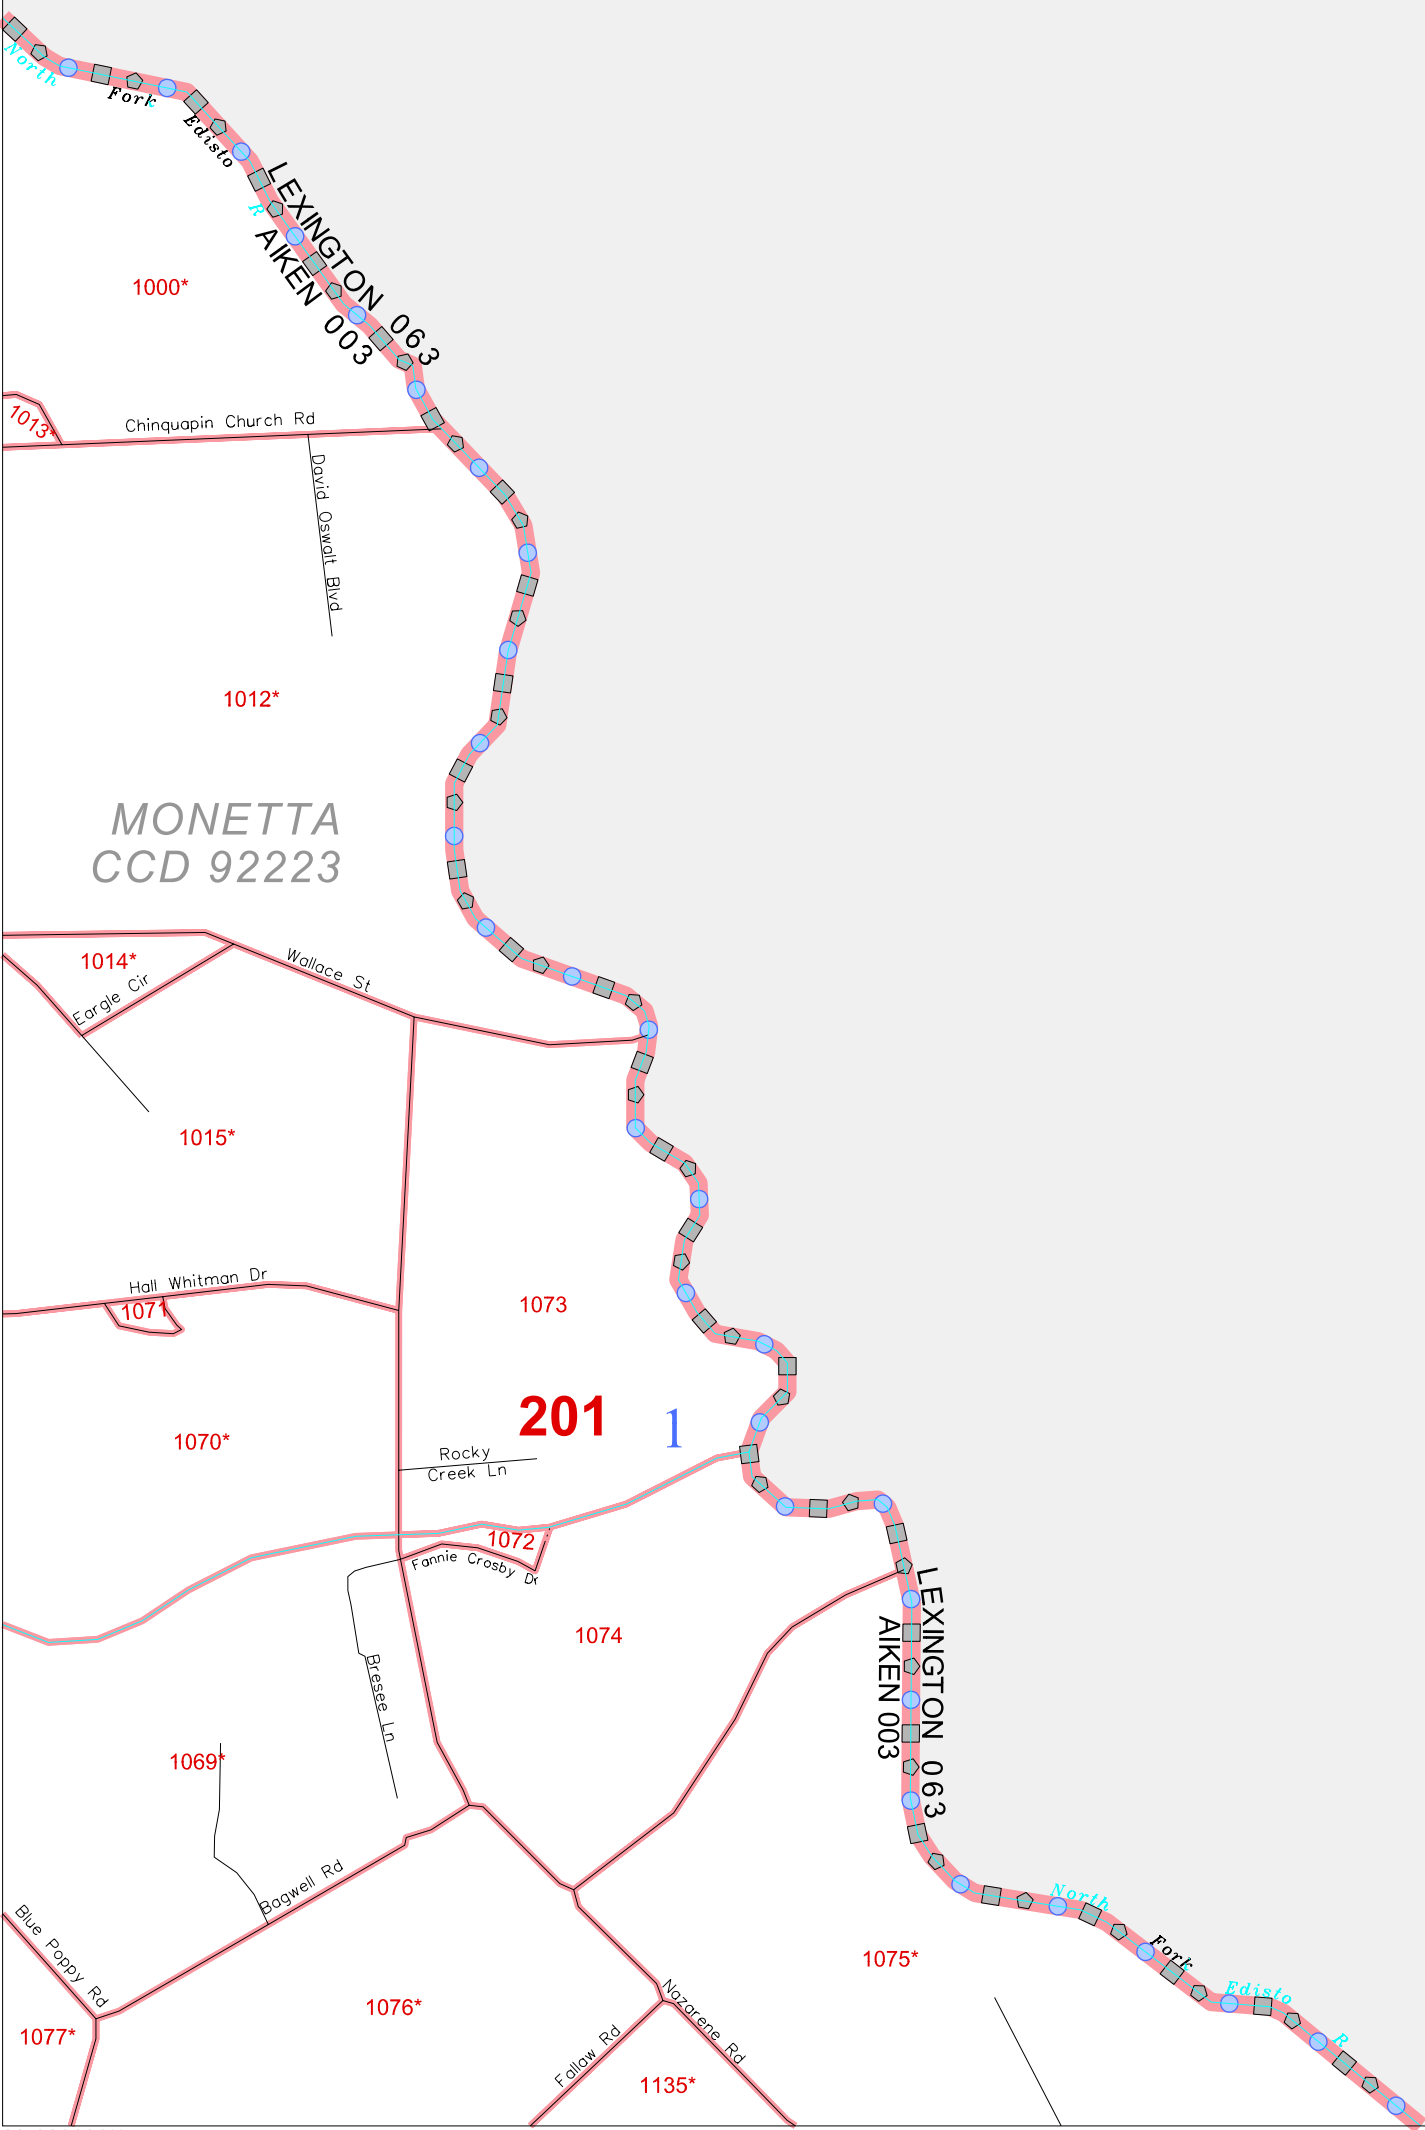 North
Fork
Edisto
R
LEXINGTON 063
AIKEN 003
1000*
1013*
Chinquapin Church Rd
David Oswalt Blvd
1012*
MONETTA
CCD 92223
1014*
Eargle Cir
Wallace St
1015*
Hall Whitman Dr
1071
1073
201
1
1070*
Rocky
Creek Ln
1072
Fannie Crosby Dr
1074
LEXINGTON 063
AIKEN 003
Bresee Ln
1069*
Bagwell Rd
Blue Poppy Rd
North
Fork
Edisto
R
1075*
1076*
1077*
Nazarene Rd
Fallaw Rd
1135*